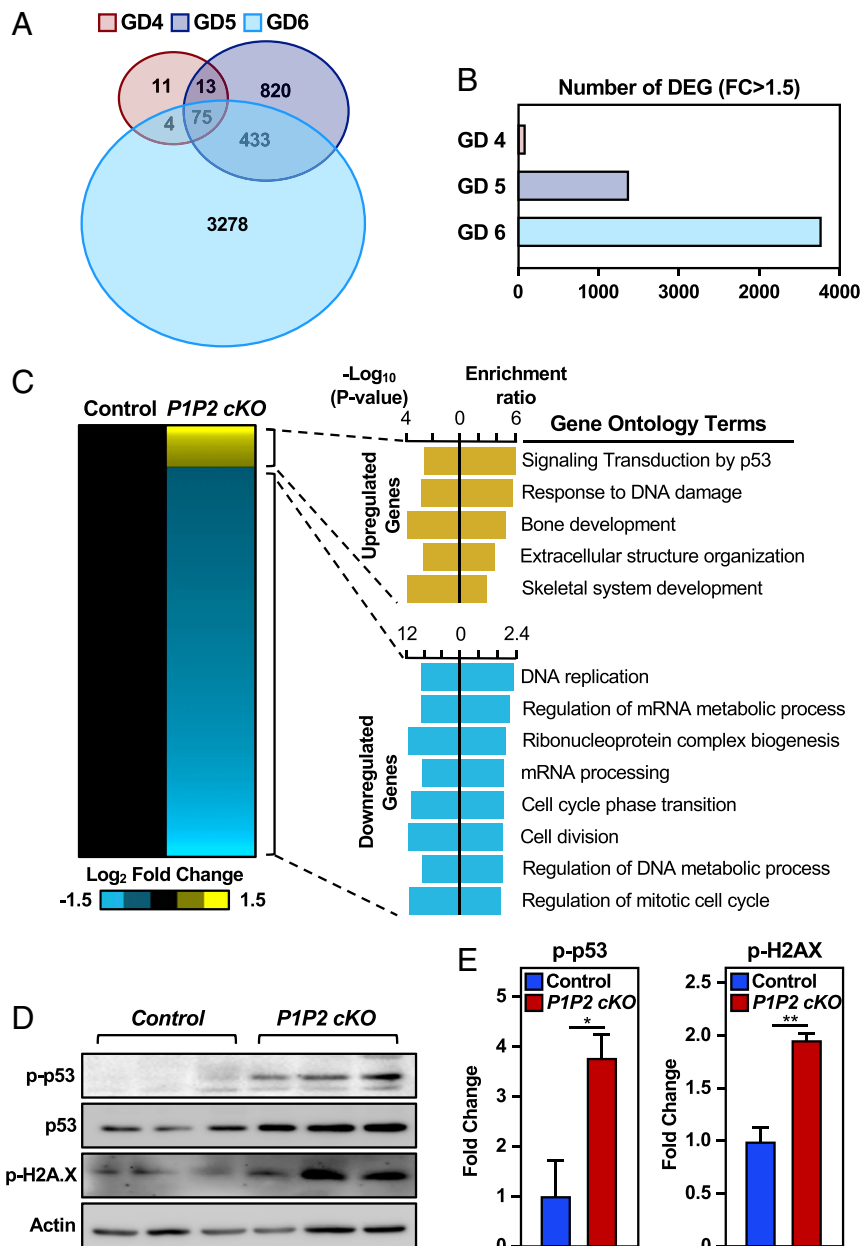 A
GD4 GD5 GD6
11 13 820
4 75 433
3278
B
Number of DEG (FC>1.5)
GD 4
GD 5
GD 6
0 1000 2000 2000 4000
C
Control P1P2 cKO
-Log10 (P-value)
Enrichment ratio
4 0 6
Gene Ontology Terms
Upregulated Genes
Signaling Transduction by p53
Response to DNA damage
Bone development
Extracellular structure organization
Skeletal system development
12 0 2.4
Downregulated Genes
DNA replication
Regulation of mRNA metabolic process
Ribonucleoprotein complex biogenesis
mRNA processing
Cell cycle phase transition
Cell division
Regulation of DNA metabolic process
Regulation of mitotic cell cycle
Log2 Fold Change
-1.5 1.5
D
Control P1P2 cKO
p-p53
p53
p-H2A.X
Actin
E
p-p53
Control
P1P2 cKO
*
Fold Change
5
4
3
2
1
0
p-H2AX
Control
P1P2 cKO
**
Fold Change
2.5
2.0
1.5
1.0
0.5
0.0